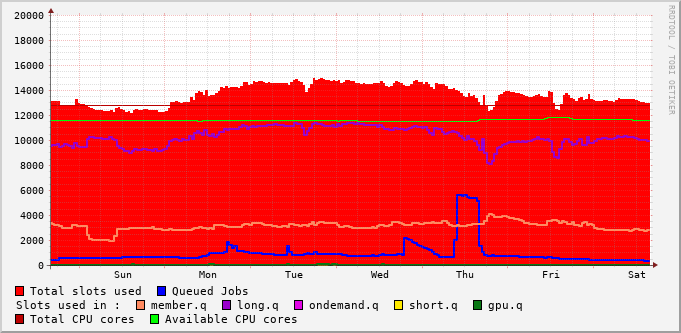 20000
18000
16000
14000
12000
10000
8000
6000
4000
2000
0
Sun Mon Tue Wed Thu Fri Sat
Total slots used Queued Jobs
Slots used in : member.q long.q ondemand.q short.q gpu.q
Total CPU cores Available CPU cores
RRDTOOL / TOBI OETIKER